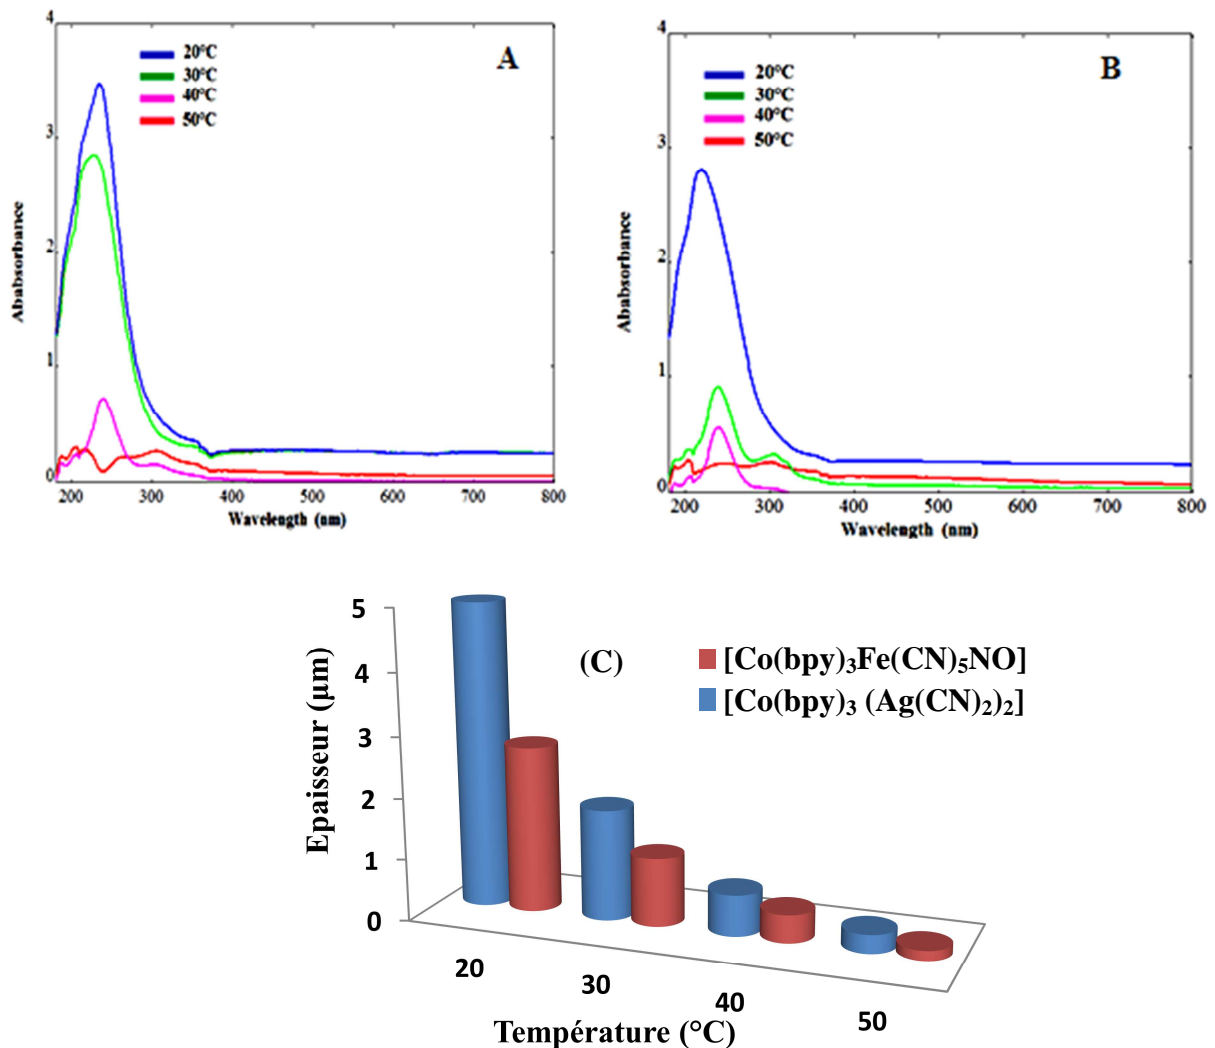 A
20°C
30°C
40°C
50°C
4
3
2
1
0
Ababsorbance
200 300 400 500 600 700 800
Wavelength (nm)
B
20°C
30°C
40°C
50°C
4
3
2
1
0
Ababsorbance
200 300 400 500 600 700 800
Wavelength (nm)
(C)
[Co(bpy)₃Fe(CN)₅NO]
[Co(bpy)₃ (Ag(CN)₂)₂]
5
4
3
2
1
0
Epaisseur (µm)
20 30 40 50
Température (°C)